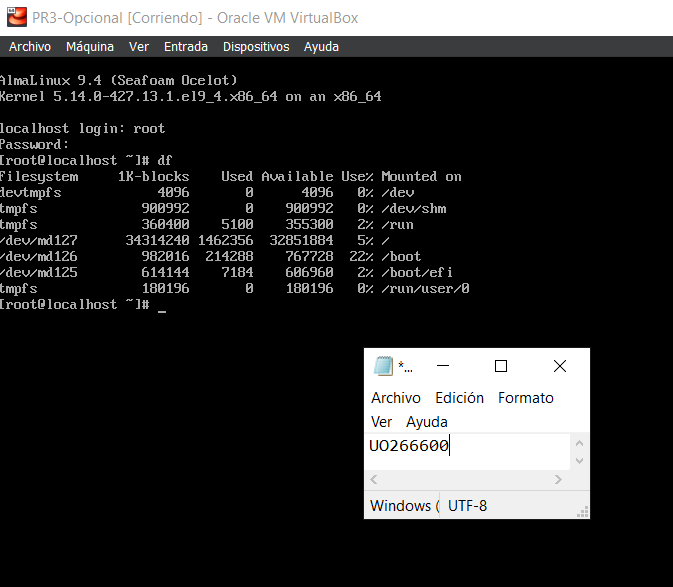 PR3-Opcional [Corriendo] - Oracle VM VirtualBox
Archivo Máquina Ver Entrada Dispositivos Ayuda
AlmaLinux 9.4 (Seafoam Ocelot)
Kernel 5.14.0-427.13.1.el9_4.x86_64 on an x86_64
localhost login: root
Password:
[root@localhost ~]# df
Filesystem     1K-blocks    Used Available Use% Mounted on
devtmpfs            4096       0      4096   0% /dev
tmpfs             900992       0    900992   0% /dev/shm
tmpfs             360400    5100    355300   2% /run
/dev/md127      34314240 1462356  32851884   5% /
/dev/md126        982016  214288    767728  22% /boot
/dev/md125        614144    7184    606960   2% /boot/efi
tmpfs             180196       0    180196   0% /run/user/0
[root@localhost ~]# _
*...
Archivo Edición Formato
Ver Ayuda
UO266600
Windows ( UTF-8